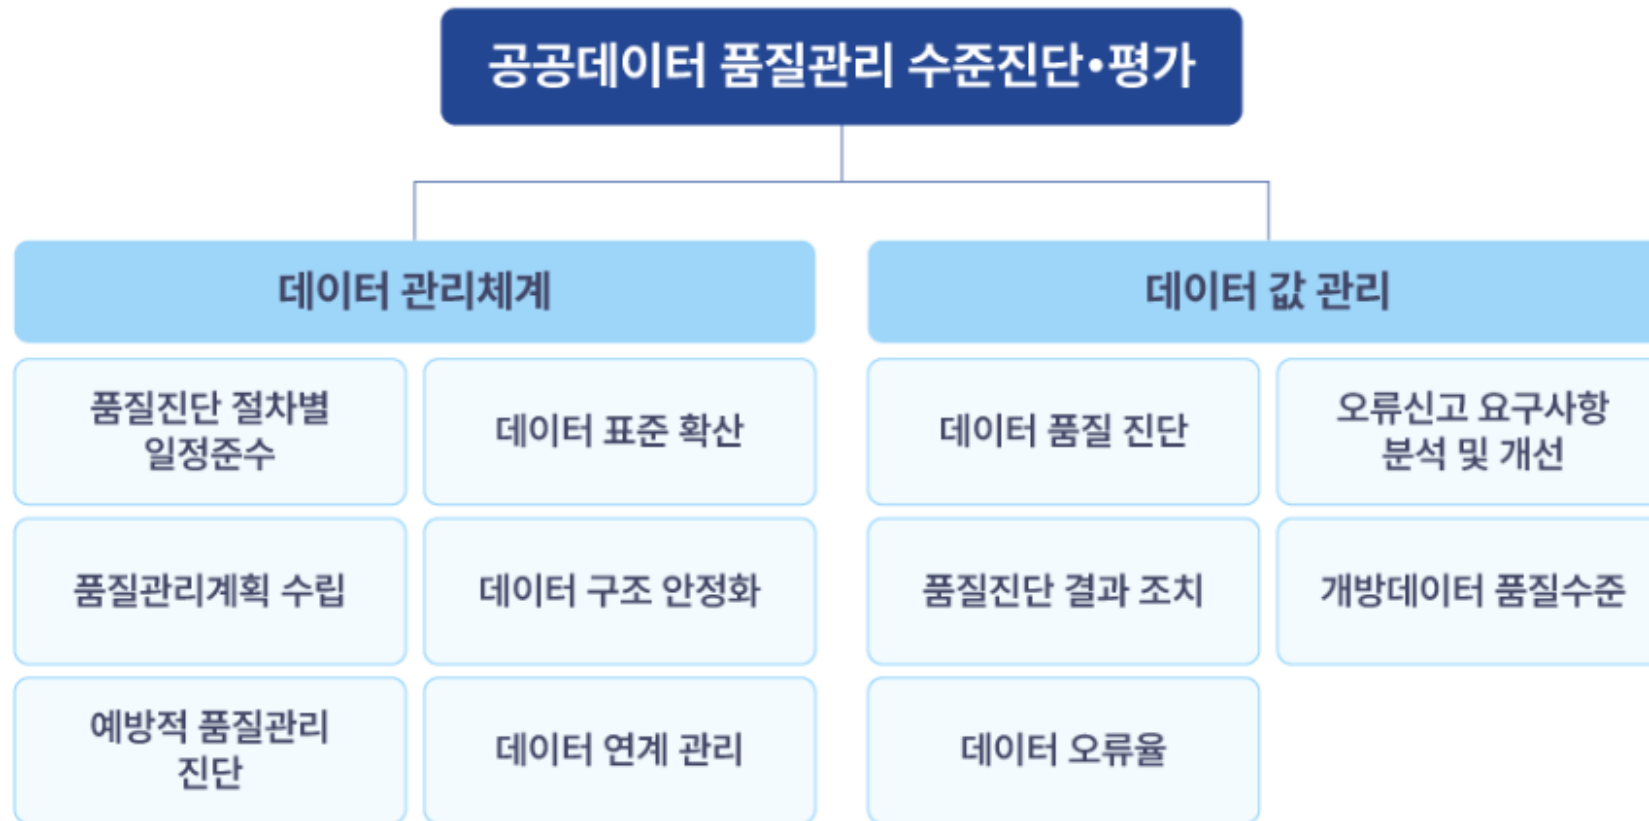 공공데이터 품질관리 수준진단•평가
데이터 관리체계
품질진단 절차별
일정준수
데이터 표준 확산
품질관리계획 수립
데이터 구조 안정화
예방적 품질관리
진단
데이터 연계 관리
데이터 값 관리
데이터 품질 진단
오류신고 요구사항
분석 및 개선
품질진단 결과 조치
개방데이터 품질수준
데이터 오류율